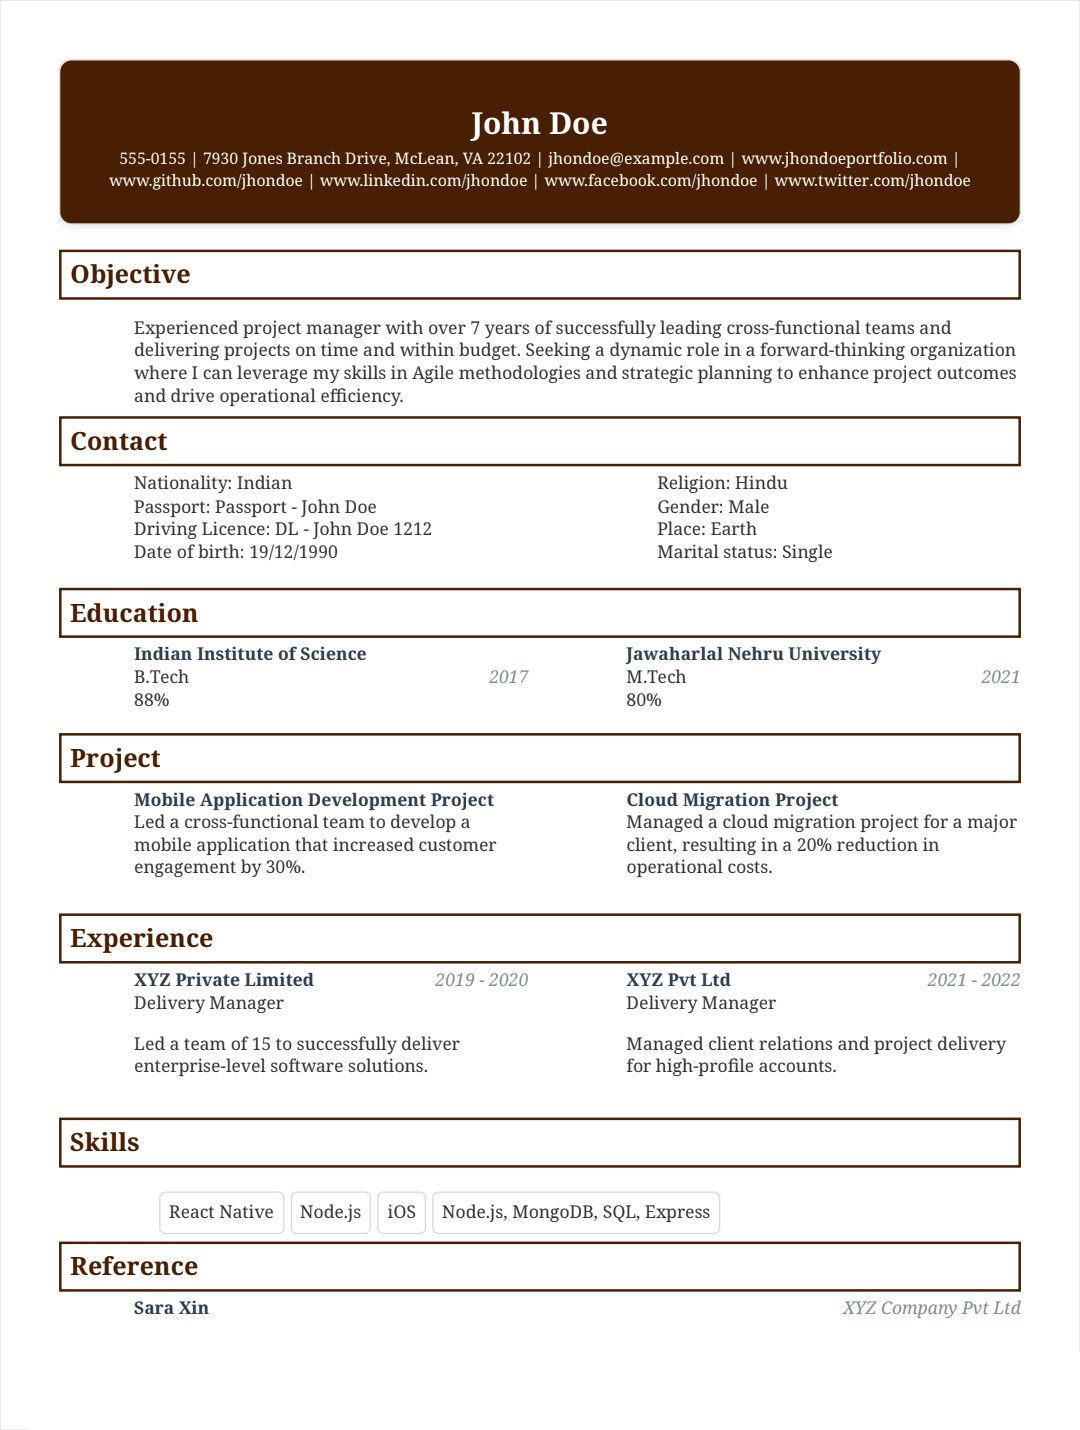 John Doe
555-0155 | 7930 Jones Branch Drive, McLean, VA 22102 | jhondoe@example.com | www.jhondoeportfolio.com |
www.github.com/jhondoe | www.linkedin.com/jhondoe | www.facebook.com/jhondoe | www.twitter.com/jhondoe
Objective
Experienced project manager with over 7 years of successfully leading cross-functional teams and
delivering projects on time and within budget. Seeking a dynamic role in a forward-thinking organization
where I can leverage my skills in Agile methodologies and strategic planning to enhance project outcomes
and drive operational efficiency.
Contact
Nationality: Indian
Passport: Passport - John Doe
Driving Licence: DL - John Doe 1212
Date of birth: 19/12/1990
Religion: Hindu
Gender: Male
Place: Earth
Marital status: Single
Education
Indian Institute of Science
B.Tech 2017
88%
Jawaharlal Nehru University
M.Tech 2021
80%
Project
Mobile Application Development Project
Led a cross-functional team to develop a
mobile application that increased customer
engagement by 30%.
Cloud Migration Project
Managed a cloud migration project for a major
client, resulting in a 20% reduction in
operational costs.
Experience
XYZ Private Limited 2019 - 2020
Delivery Manager
Led a team of 15 to successfully deliver
enterprise-level software solutions.
XYZ Pvt Ltd 2021 - 2022
Delivery Manager
Managed client relations and project delivery
for high-profile accounts.
Skills
React Native Node.js iOS Node.js, MongoDB, SQL, Express
Reference
Sara Xin XYZ Company Pvt Ltd